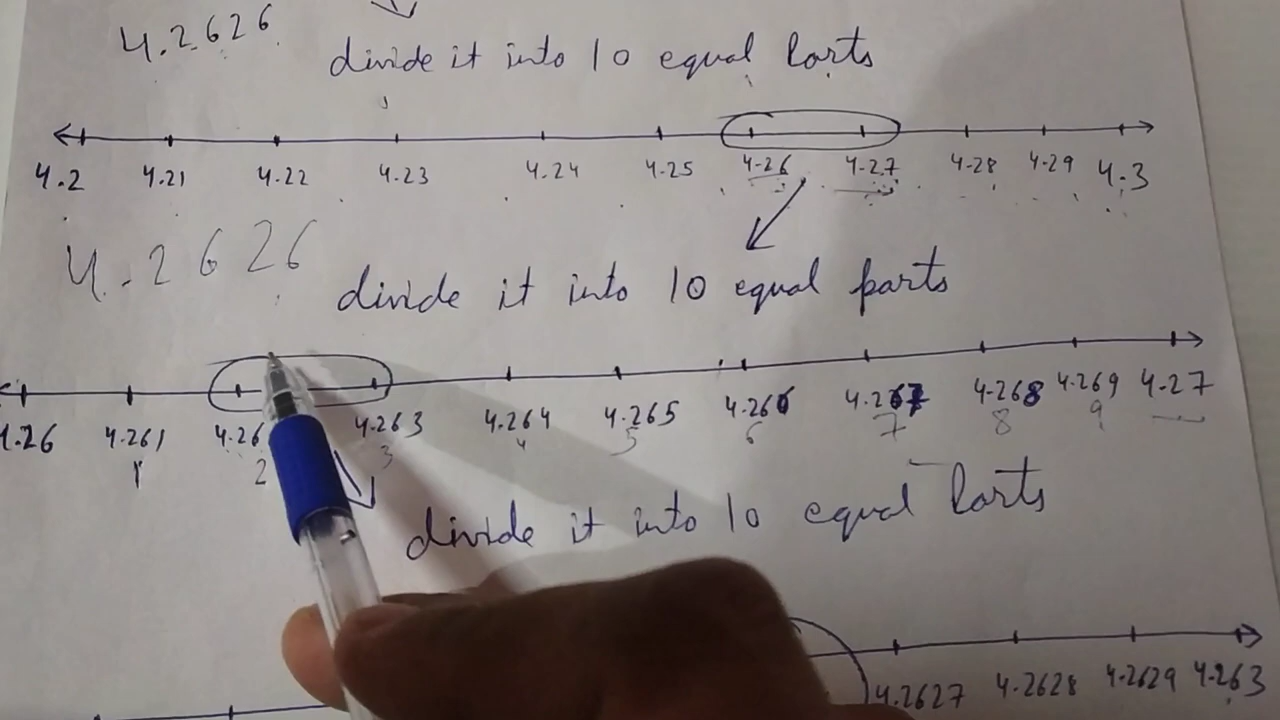 4.2626
divide it into 10 equal parts
4.2 4.21 4.22 4.23 4.24 4.25 4.26 4.27 4.28 4.29 4.3
4.2626
divide it into 10 equal parts
4.26 4.261 4.26 4.263 4.264 4.265 4.266 4.267 4.268 4.269 4.27
1 2 3 4 5 6 7 8 9
divide it into 10 equal parts
4.2627 4.2628 4.2629 4.263